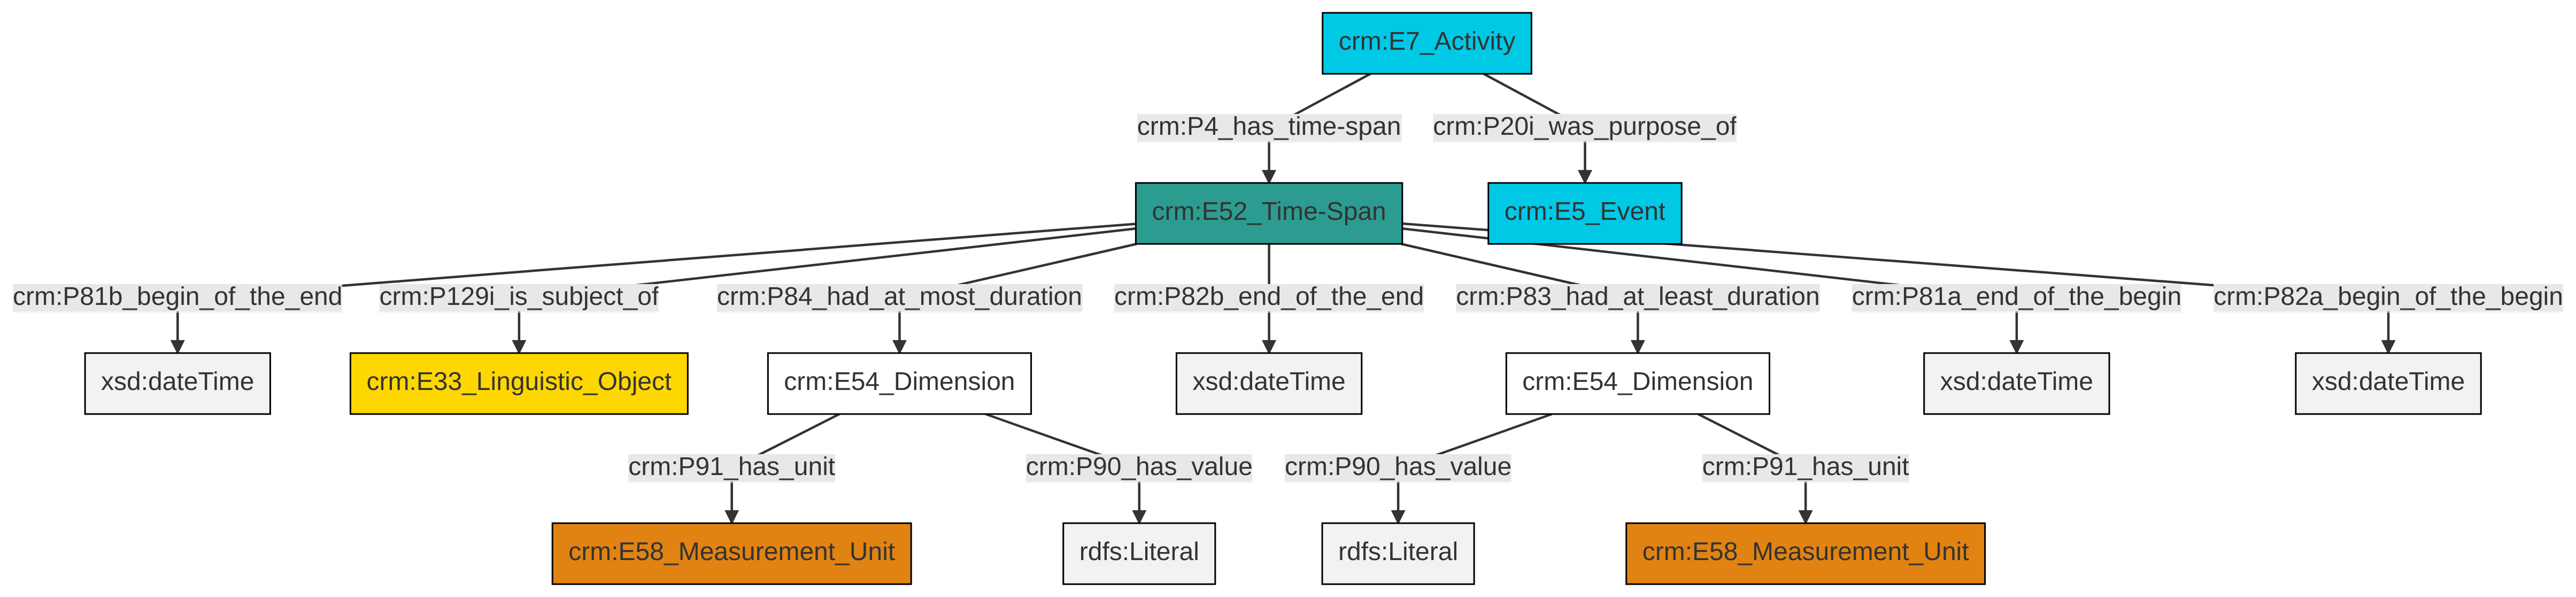 crm:E7_Activity
crm:P4_has_time-span
crm:P20i_was_purpose_of
crm:E52_Time-Span
crm:E5_Event
crm:P81b_begin_of_the_end
crm:P129i_is_subject_of
crm:P84_had_at_most_duration
crm:P82b_end_of_the_end
crm:P83_had_at_least_duration
crm:P81a_end_of_the_begin
crm:P82a_begin_of_the_begin
xsd:dateTime
crm:E33_Linguistic_Object
crm:E54_Dimension
xsd:dateTime
crm:E54_Dimension
xsd:dateTime
xsd:dateTime
crm:P91_has_unit
crm:P90_has_value
crm:P90_has_value
crm:P91_has_unit
crm:E58_Measurement_Unit
rdfs:Literal
rdfs:Literal
crm:E58_Measurement_Unit